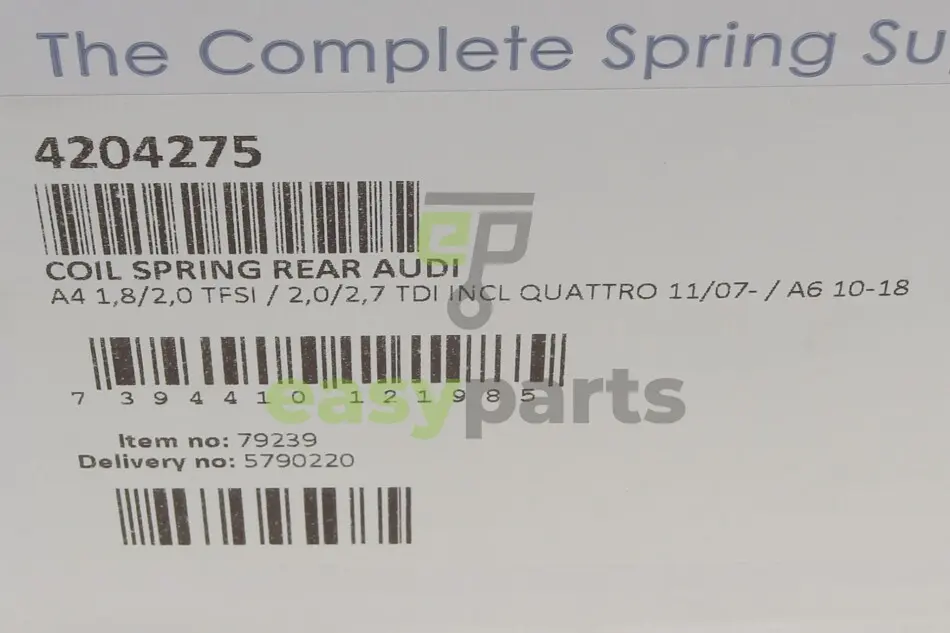 The Complete Spring Su
4204275
COIL SPRING REAR AUDI
A4 1,8/2,0 TFSI / 2,0/2,7 TDI INCL QUATTRO 11/07- / A6 10-18
7 394410 121985
easyparts
Item no: 79239
Delivery no: 5790220